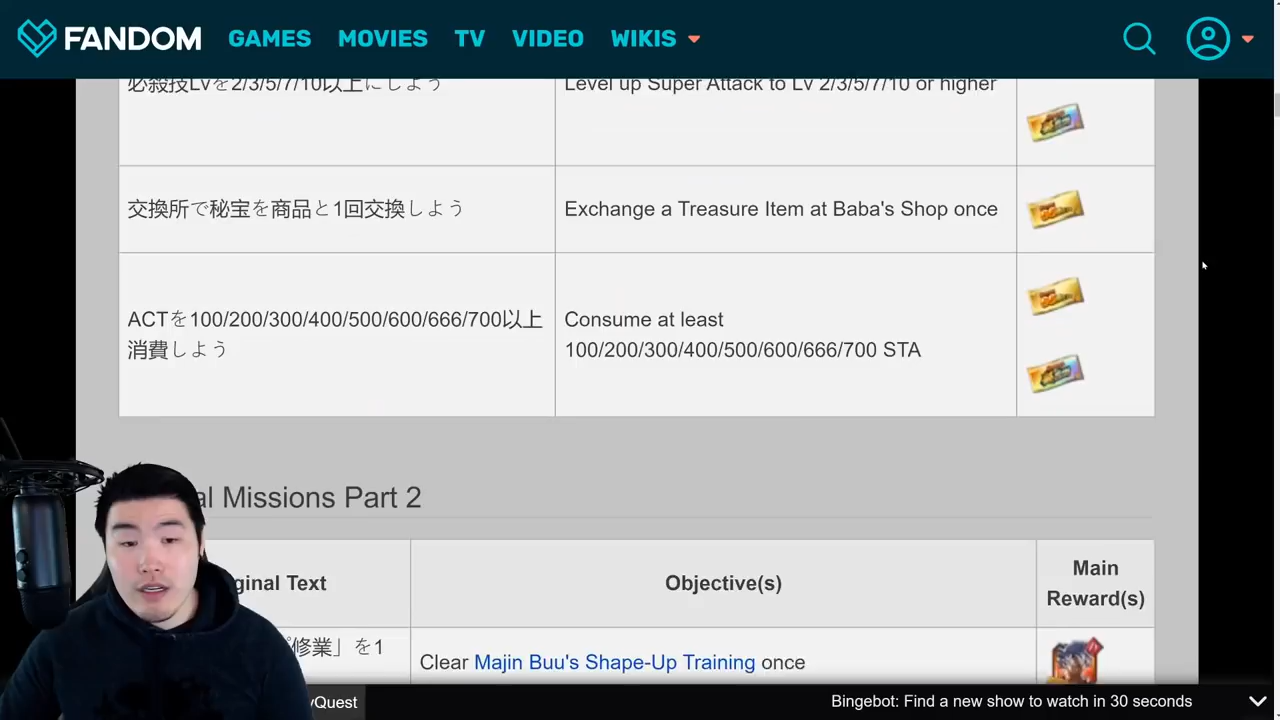 FANDOM
GAMES
MOVIES
TV
VIDEO
WIKIS
必殺技Lvを2/3/5/7/10以上にしよう
Level up Super Attack to Lv 2/3/5/7/10 or higher
交換所で秘宝を商品と1回交換しよう
Exchange a Treasure Item at Baba's Shop once
ACTを100/200/300/400/500/600/666/700以上
消費しよう
Consume at least
100/200/300/400/500/600/666/700 STA
al Missions Part 2
ginal Text
Objective(s)
Main
Reward(s)
修業」を1
Clear Majin Buu's Shape-Up Training once
yQuest
Bingebot: Find a new show to watch in 30 seconds